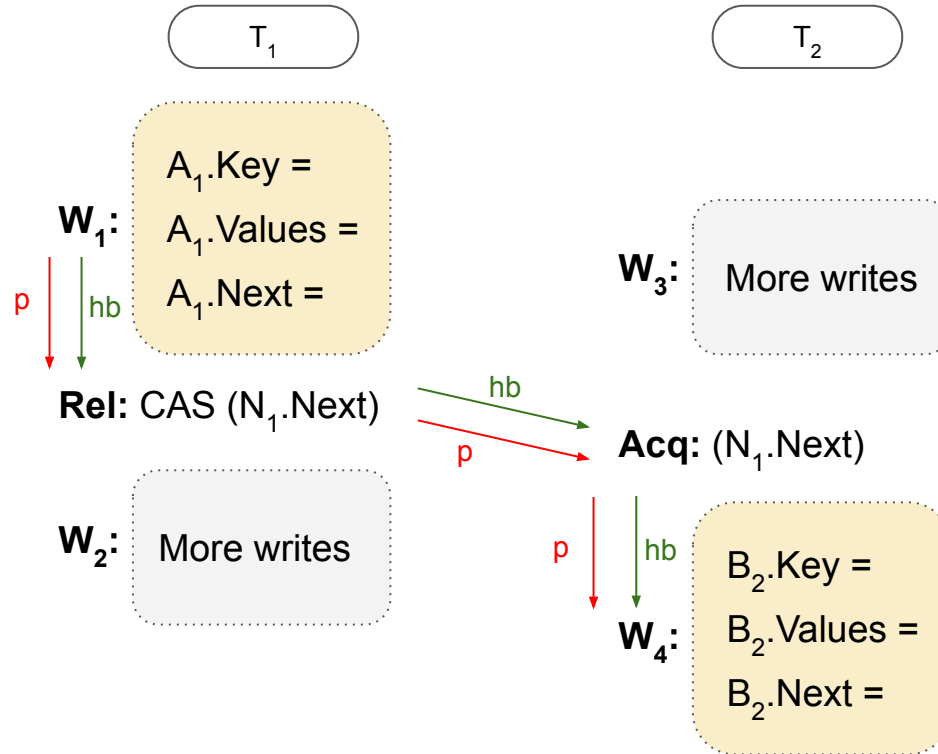 T₁
T₂
W₁:
A₁.Key =
A₁.Values =
A₁.Next =
p
hb
W₃:
More writes
Rel: CAS (N₁.Next)
hb
p
Acq: (N₁.Next)
W₂:
More writes
p
hb
W₄:
B₂.Key =
B₂.Values =
B₂.Next =